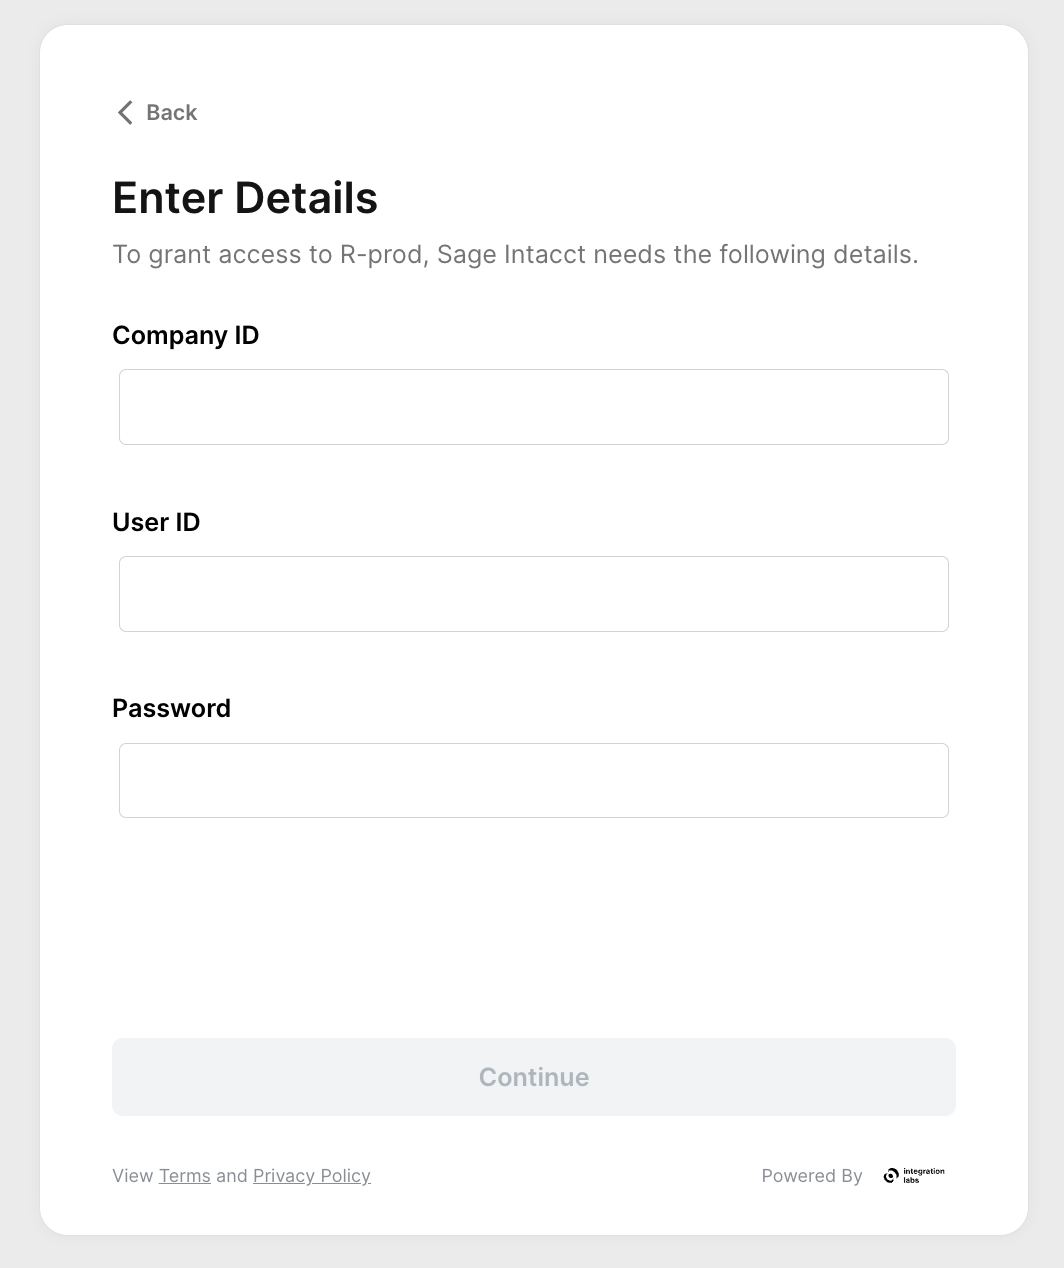 Back
Enter Details
To grant access to R-prod, Sage Intacct needs the following details.
Company ID
User ID
Password
Continue
View Terms and Privacy Policy
Powered By
integration
labs